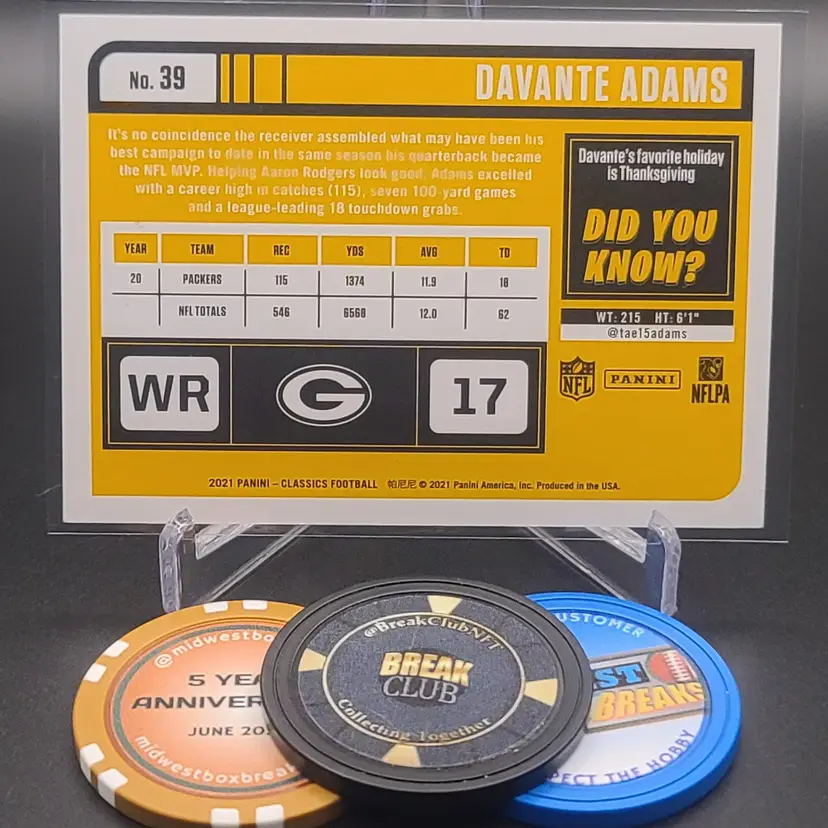 No. 39
DAVANTE ADAMS
It's no coincidence the receiver assembled what may have been his
best campaign to date in the same season his quarterback became
the NFL MVP. Helping Aaron Rodgers look good, Adams excelled
with a career high in catches (115), seven 100-yard games
and a league-leading 18 touchdown grabs.
Davante's favorite holiday
is Thanksgiving
DID YOU
KNOW?
YEAR TEAM REC YDS AVG TD
20 PACKERS 115 1374 11.9 18
NFL TOTALS 546 6568 12.0 62
WT: 215 HT: 6'1"
@tae15adams
WR G 17
NFL PANINI NFLPA
2021 PANINI – CLASSICS FOOTBALL 帕尼尼 © 2021 Panini America, Inc. Produced in the USA.
@midwestbo
5 YEA
ANNIVER
JUNE 20
midwestboxbrea
@BreakClubNFT
BREAK
CLUB
Collecting Together
USTOMER
ST
BREAKS
PECT THE HOBBY